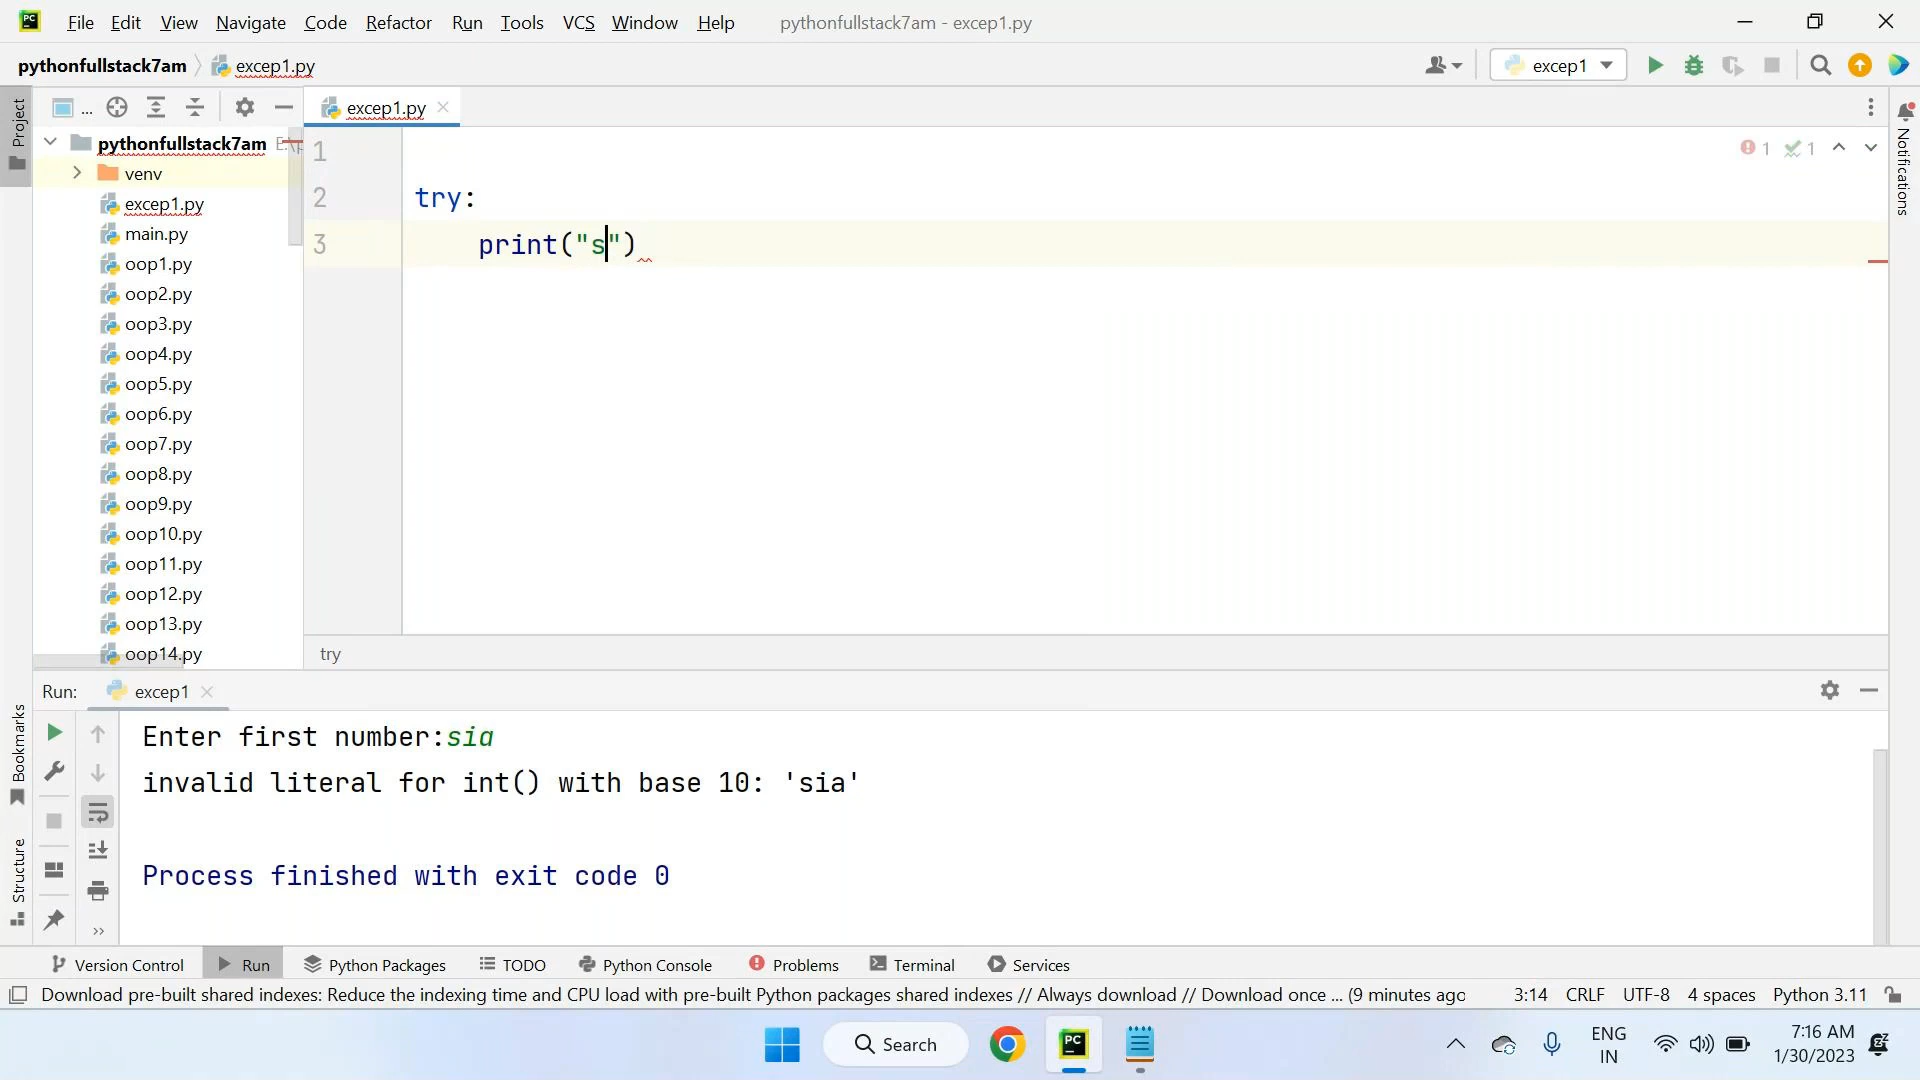 PC File Edit View Navigate Code Refactor Run Tools VCS Window Help pythonfullstack7am - excep1.py
pythonfullstack7am excep1.py excep1
Project
...
excep1.py
Notifications
pythonfullstack7am E:\p
venv
excep1.py
main.py
oop1.py
oop2.py
oop3.py
oop4.py
oop5.py
oop6.py
oop7.py
oop8.py
oop9.py
oop10.py
oop11.py
oop12.py
oop13.py
oop14.py
1
1 1
2 try:
3 print("s")
try
Run: excep1
Bookmarks
Structure
Enter first number:sia
invalid literal for int() with base 10: 'sia'
Process finished with exit code 0
Version Control Run Python Packages TODO Python Console Problems Terminal Services
Download pre-built shared indexes: Reduce the indexing time and CPU load with pre-built Python packages shared indexes // Always download // Download once ... (9 minutes ago 3:14 CRLF UTF-8 4 spaces Python 3.11
Search PC
ENG
IN
7:16 AM
1/30/2023